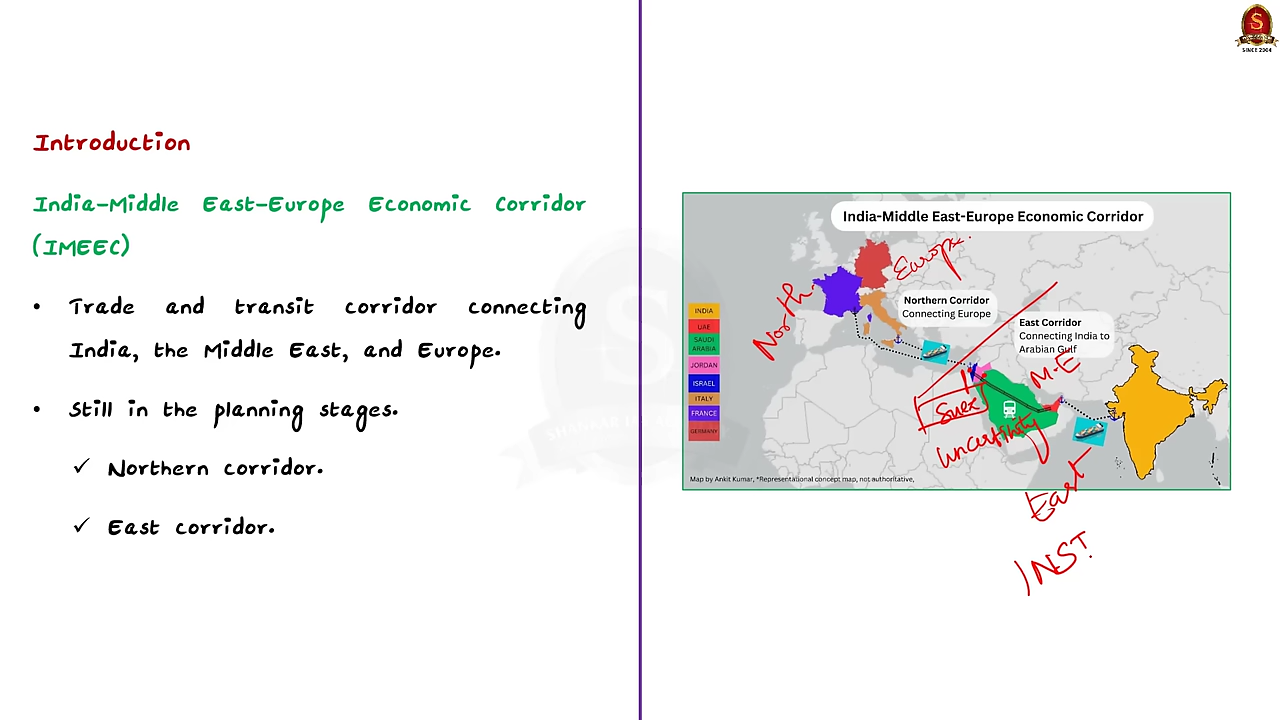 SINCE 2004
Introduction
India-Middle East-Europe Economic Corridor
(IMEEC)
• Trade and transit corridor connecting
India, the Middle East, and Europe.
• Still in the planning stages.
✓ Northern corridor.
✓ East corridor.
India-Middle East-Europe Economic Corridor
Europe.
North.
Northern Corridor
Connecting Europe
East Corridor
Connecting India to
Arabian Gulf
INDIA
UAE
SAUDI
ARABIA
JORDAN
ISRAEL
ITALY
FRANCE
GERMANY
M.E
Suez
Uncertinity
Map by Ankit Kumar, *Representational concept map, not authoritative,
East
INST